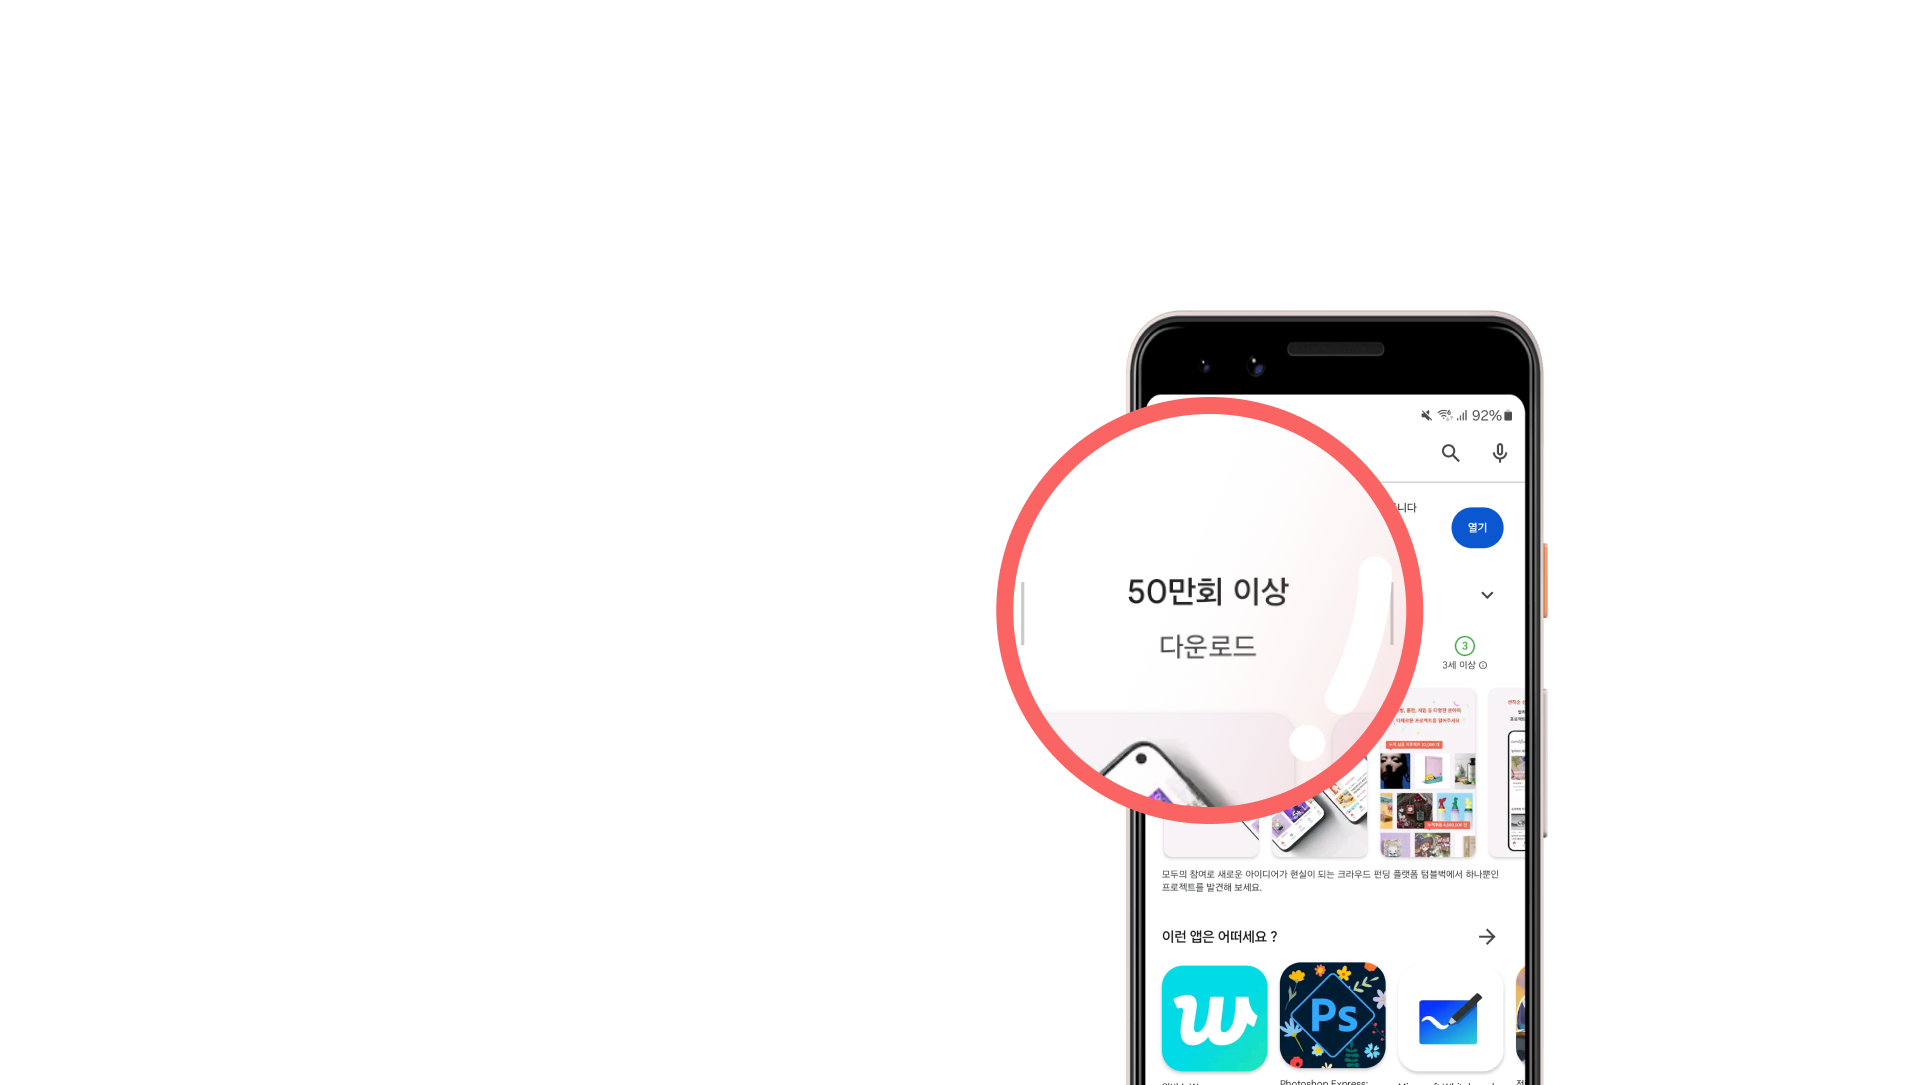 92%
니다
열기
50만회 이상
다운로드
3
3세 이상
모두의 참여로 새로운 아이디어가 현실이 되는 크라우드 펀딩 플랫폼 텀블벅에서 하나뿐인
프로젝트를 발견해 보세요.
이런 앱은 어떠세요 ?
w
Ps
Photoshop Express: